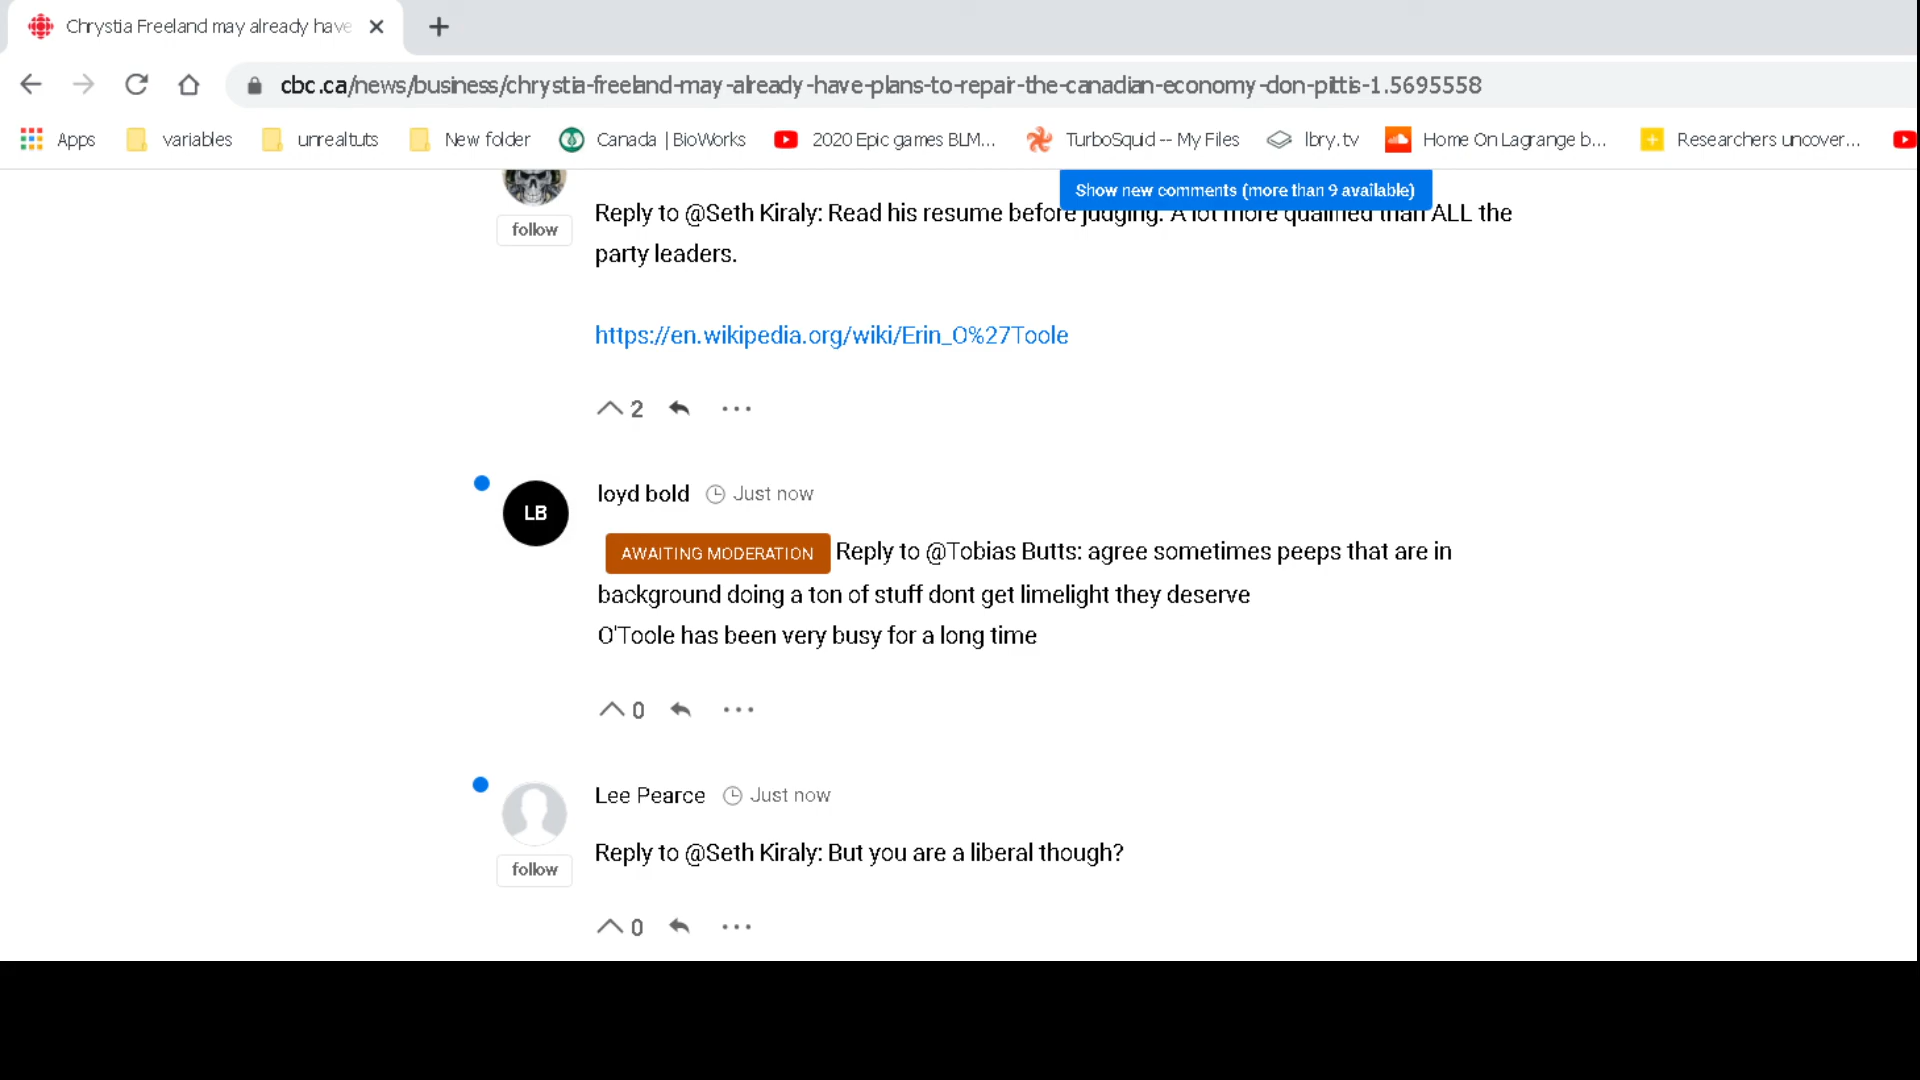 Chrystia Freeland may already have
cbc.ca/news/business/chrystia-freeland-may-already-have-plans-to-repair-the-canadian-economy-don-pittis-1.5695558
Apps variables unrealtuts New folder Canada | BioWorks 2020 Epic games BLM... TurboSquid -- My Files lbry.tv Home On Lagrange b... Researchers uncover...
Show new comments (more than 9 available)
follow
Reply to @Seth Kiraly: Read his resume before judging. A lot more qualified than ALL the
party leaders.
https://en.wikipedia.org/wiki/Erin_O%27Toole
2
LB
loyd bold Just now
AWAITING MODERATION Reply to @Tobias Butts: agree sometimes peeps that are in
background doing a ton of stuff dont get limelight they deserve
O'Toole has been very busy for a long time
0
Lee Pearce Just now
follow
Reply to @Seth Kiraly: But you are a liberal though?
0